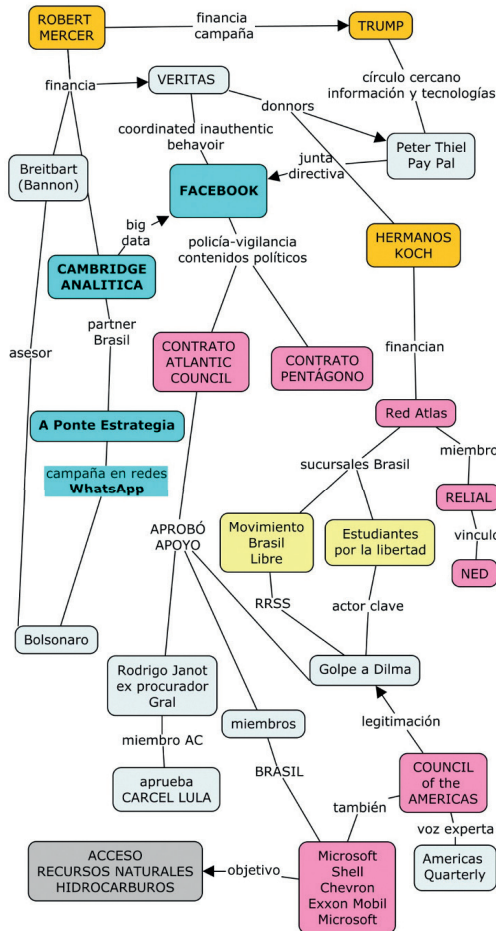 ROBERT
MERCER
financia
campaña
TRUMP
financia
VERITAS
círculo cercano
información y tecnologías
donnors
coordinated inauthentic
behavoir
Peter Thiel
Pay Pal
Breitbart
(Bannon)
junta
directiva
FACEBOOK
big
data
HERMANOS
KOCH
policía-vigilancia
contenidos políticos
CAMBRIDGE
ANALITICA
partner
Brasil
asesor
CONTRATO
ATLANTIC
COUNCIL
CONTRATO
PENTÁGONO
financian
Red Atlas
A Ponte Estrategia
campaña en redes
WhatsApp
sucursales Brasil
miembro
RELIAL
vinculo
NED
Movimiento
Brasil
Libre
Estudiantes
por la libertad
APROBÓ
APOYO
RRSS
actor clave
Bolsonaro
Rodrigo Janot
ex procurador
Gral
Golpe a Dilma
miembros
legitimación
miembro AC
BRASIL
aprueba
CARCEL LULA
COUNCIL
of the
AMERICAS
también
voz experta
ACCESO
RECURSOS NATURALES
HIDROCARBUROS
objetivo
Microsoft
Shell
Chevron
Exxon Mobil
Microsoft
Americas
Quarterly